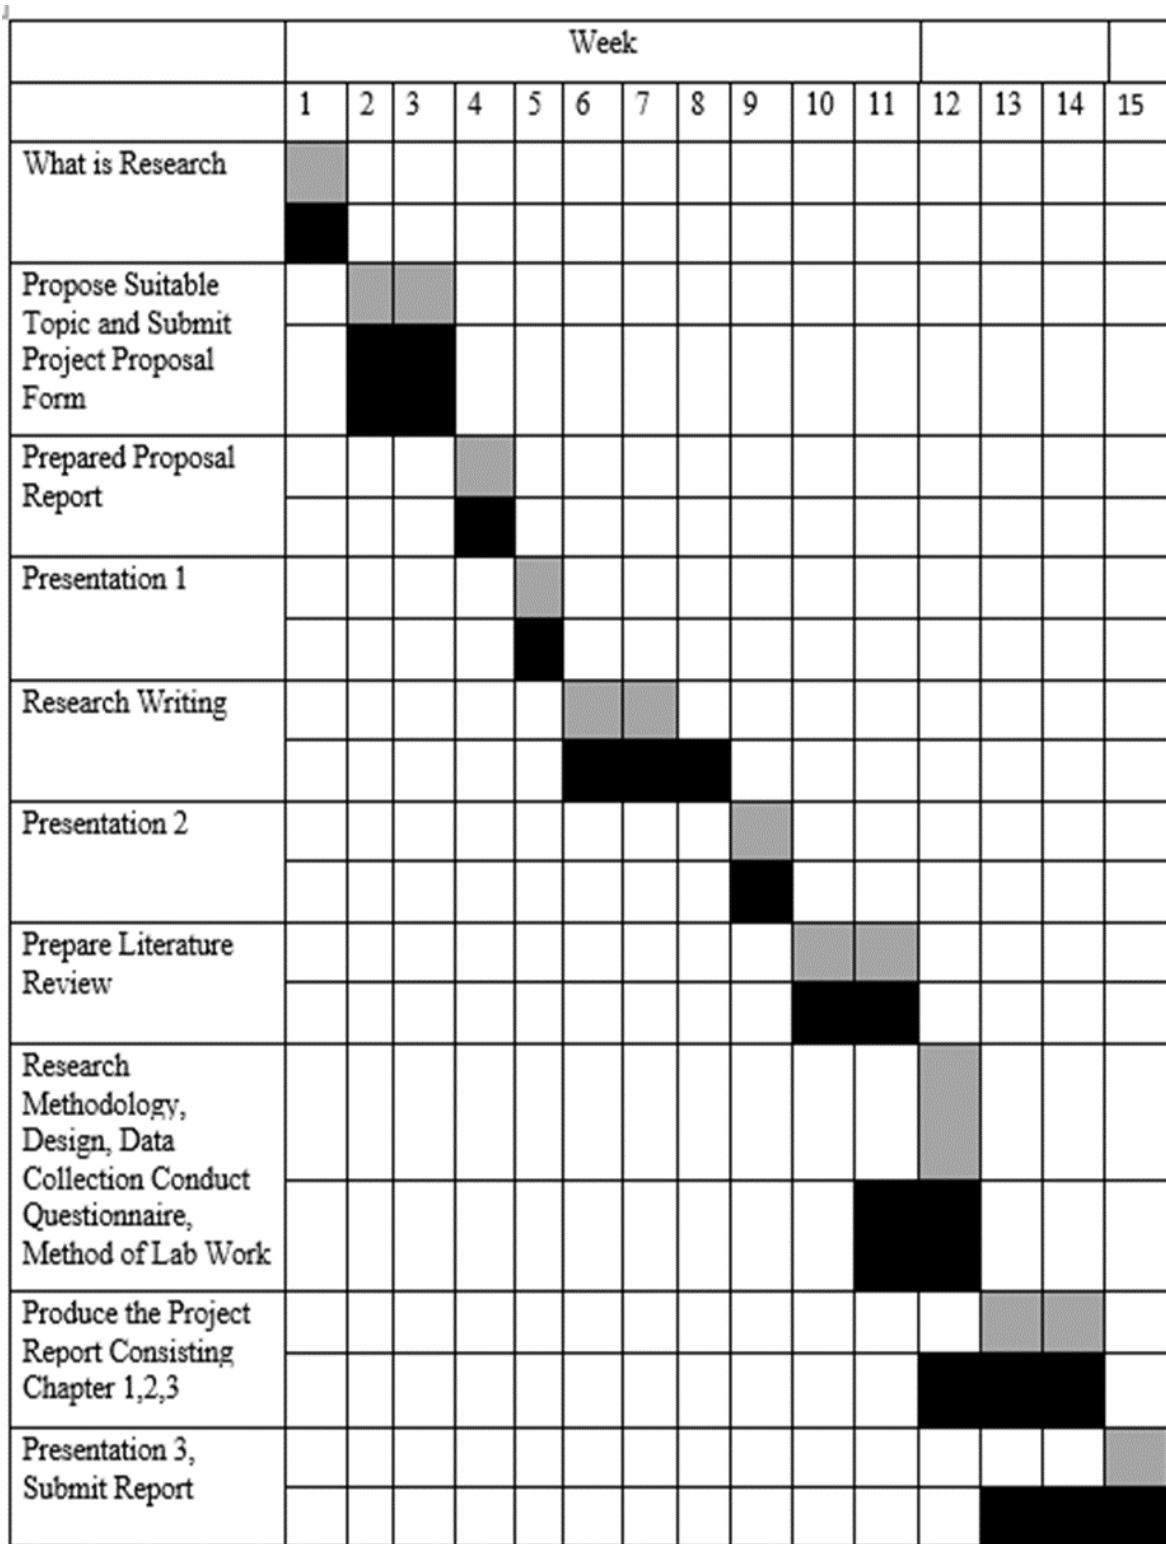 Week
1 2 3 4 5 6 7 8 9 10 11 12 13 14 15
What is Research
Propose Suitable
Topic and Submit
Project Proposal
Form
Prepared Proposal
Report
Presentation 1
Research Writing
Presentation 2
Prepare Literature
Review
Research
Methodology,
Design, Data
Collection Conduct
Questionnaire,
Method of Lab Work
Produce the Project
Report Consisting
Chapter 1,2,3
Presentation 3,
Submit Report